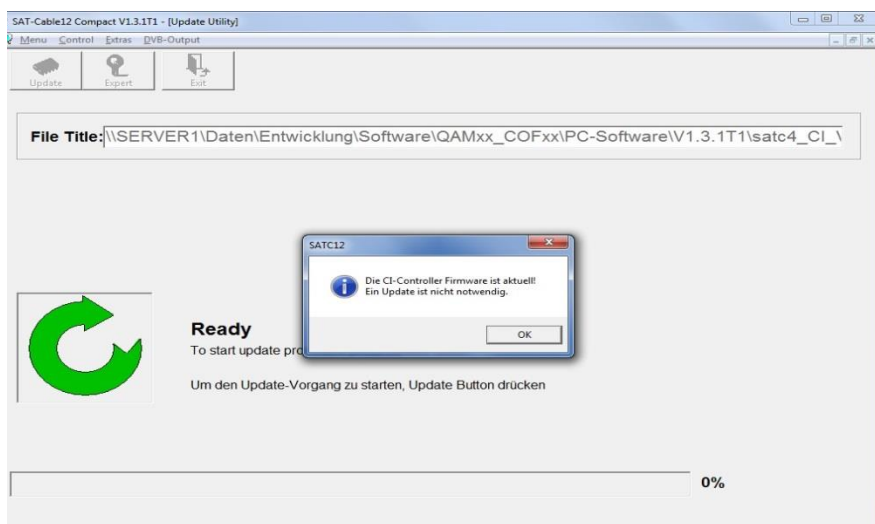 SAT-Cable12 Compact V1.3.1T1 - [Update Utility]
Menu Control Extras DVB-Output
Update Expert Exit
File Title: \\SERVER1\Daten\Entwicklung\Software\QAMxx_COFxx\PC-Software\V1.3.1T1\satc4_CI_\
SATC12
Die CI-Controller Firmware ist aktuell!
Ein Update ist nicht notwendig.
OK
Ready
To start update pro
Um den Update-Vorgang zu starten, Update Button drücken
0%